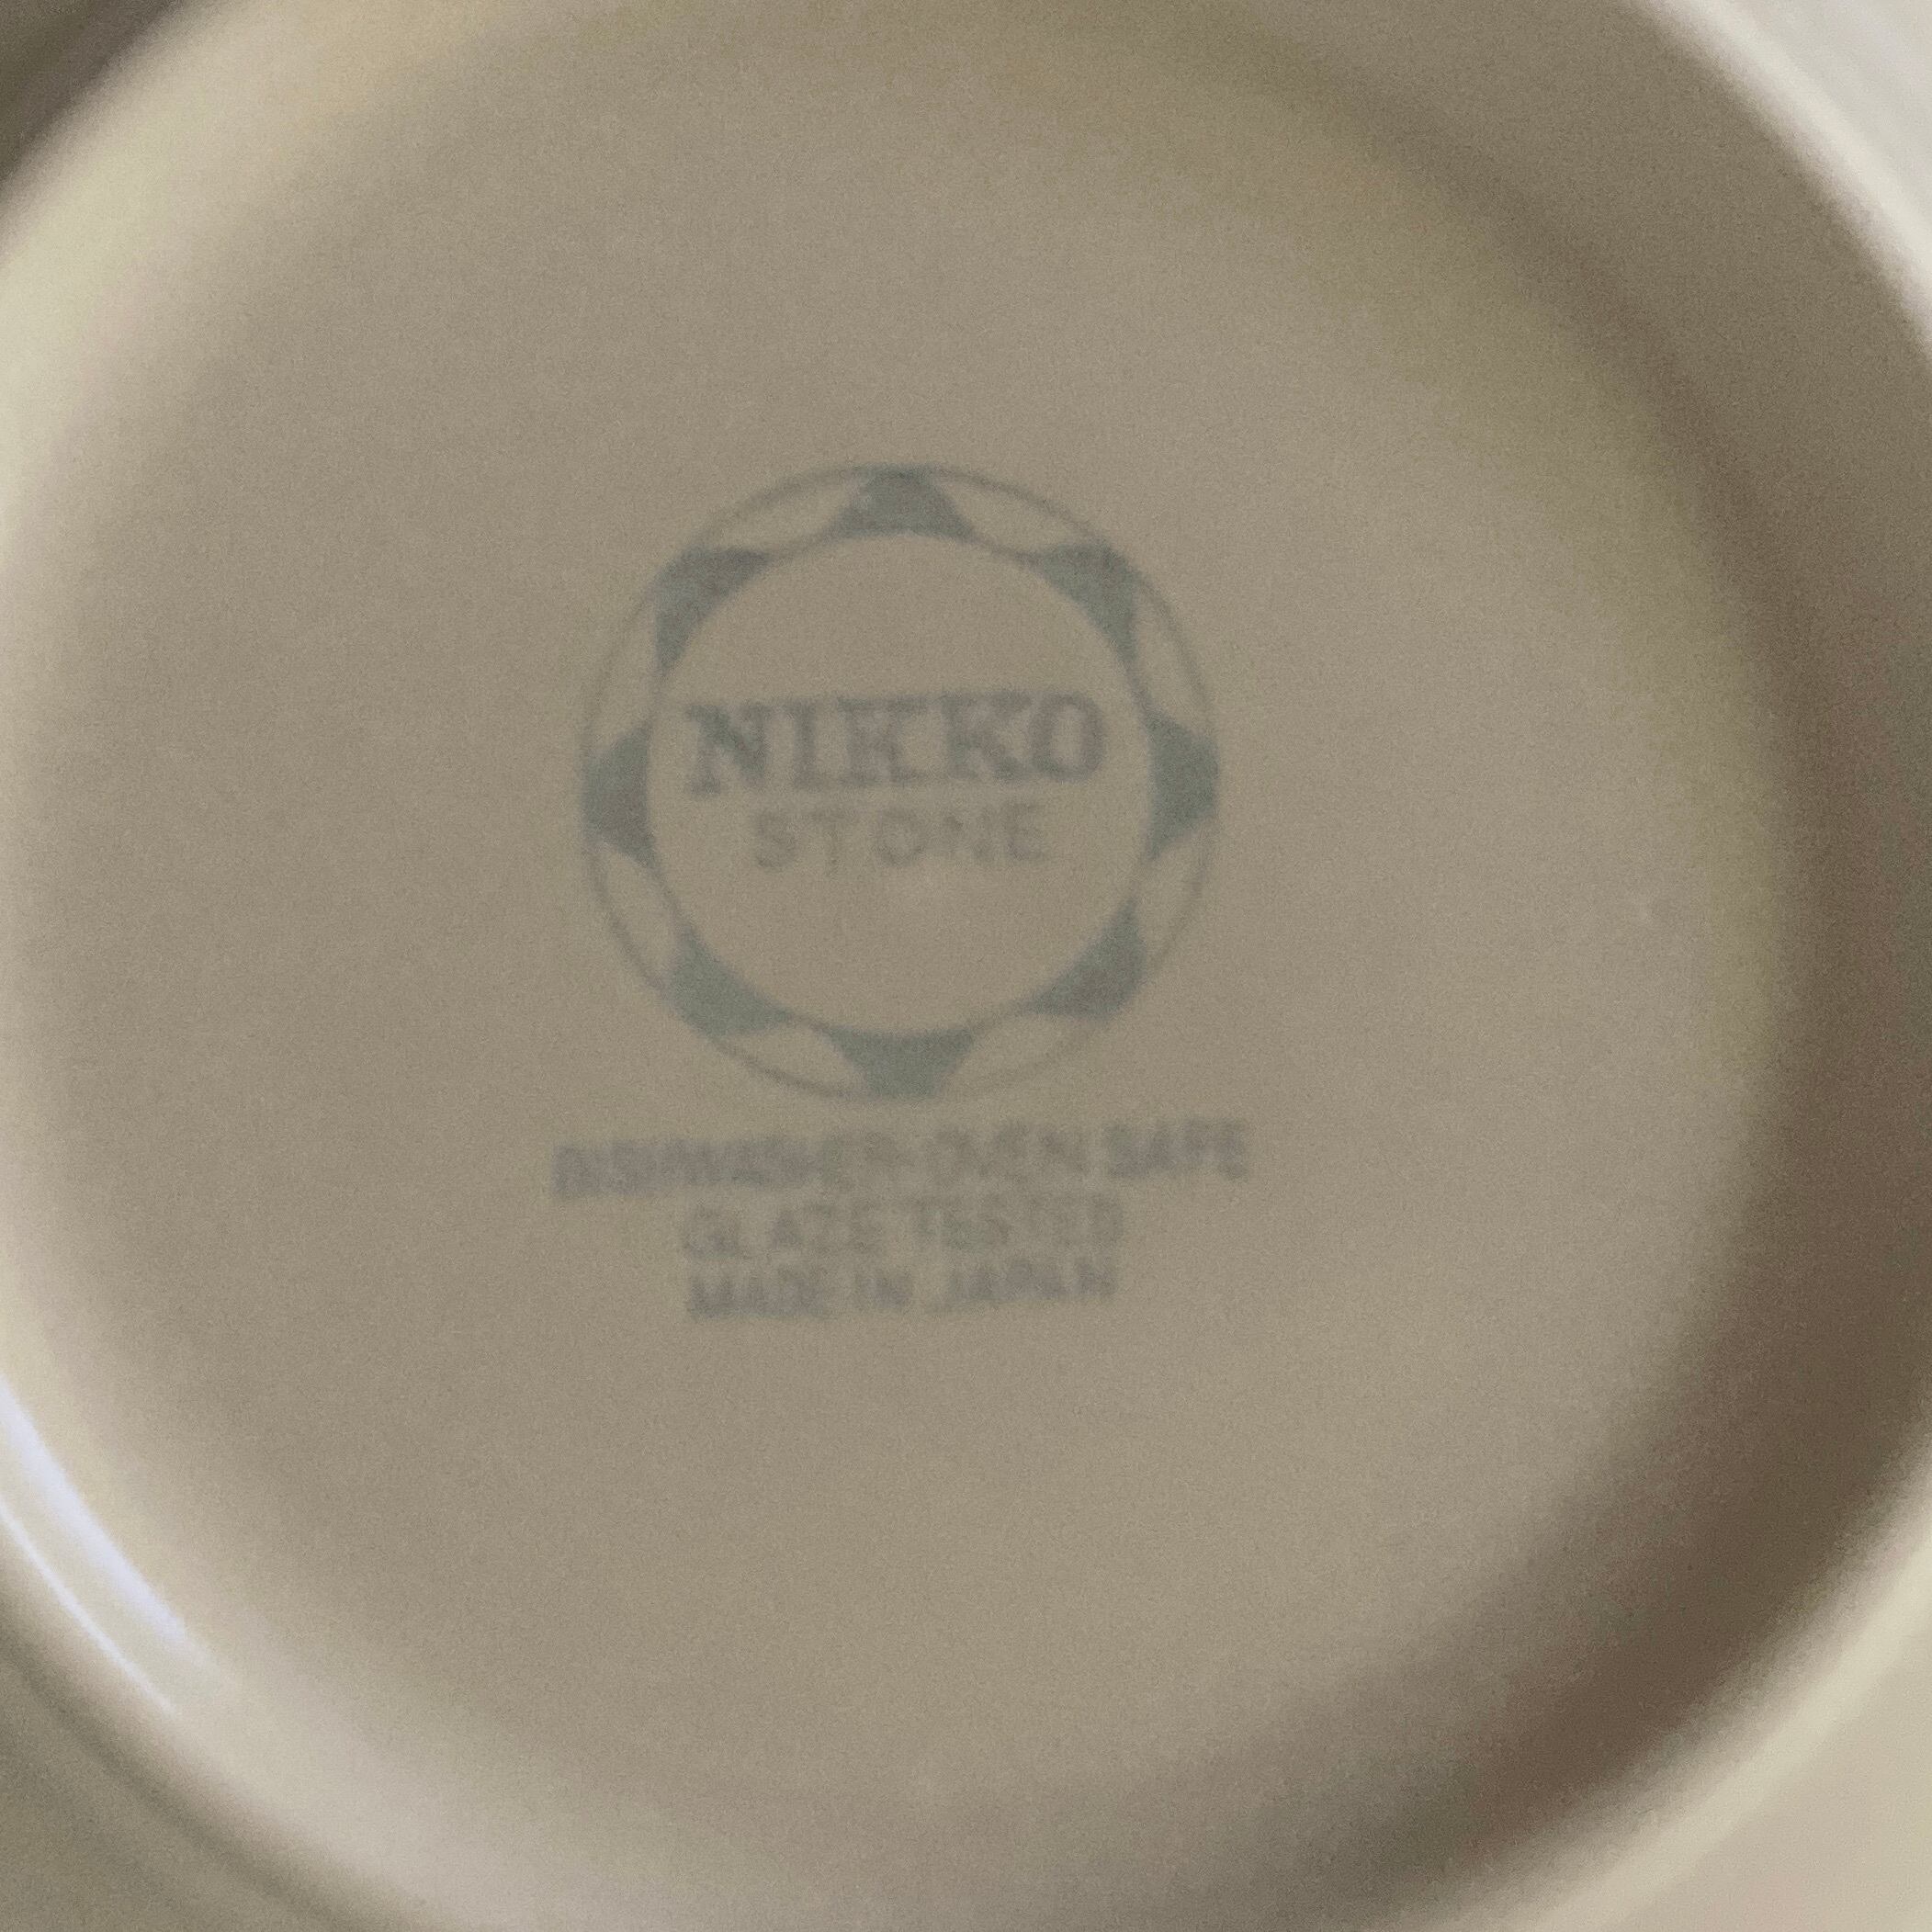 NIKKO
STONE
DISHWASHER-OVEN SAFE
GLAZE TESTED
MADE IN JAPAN